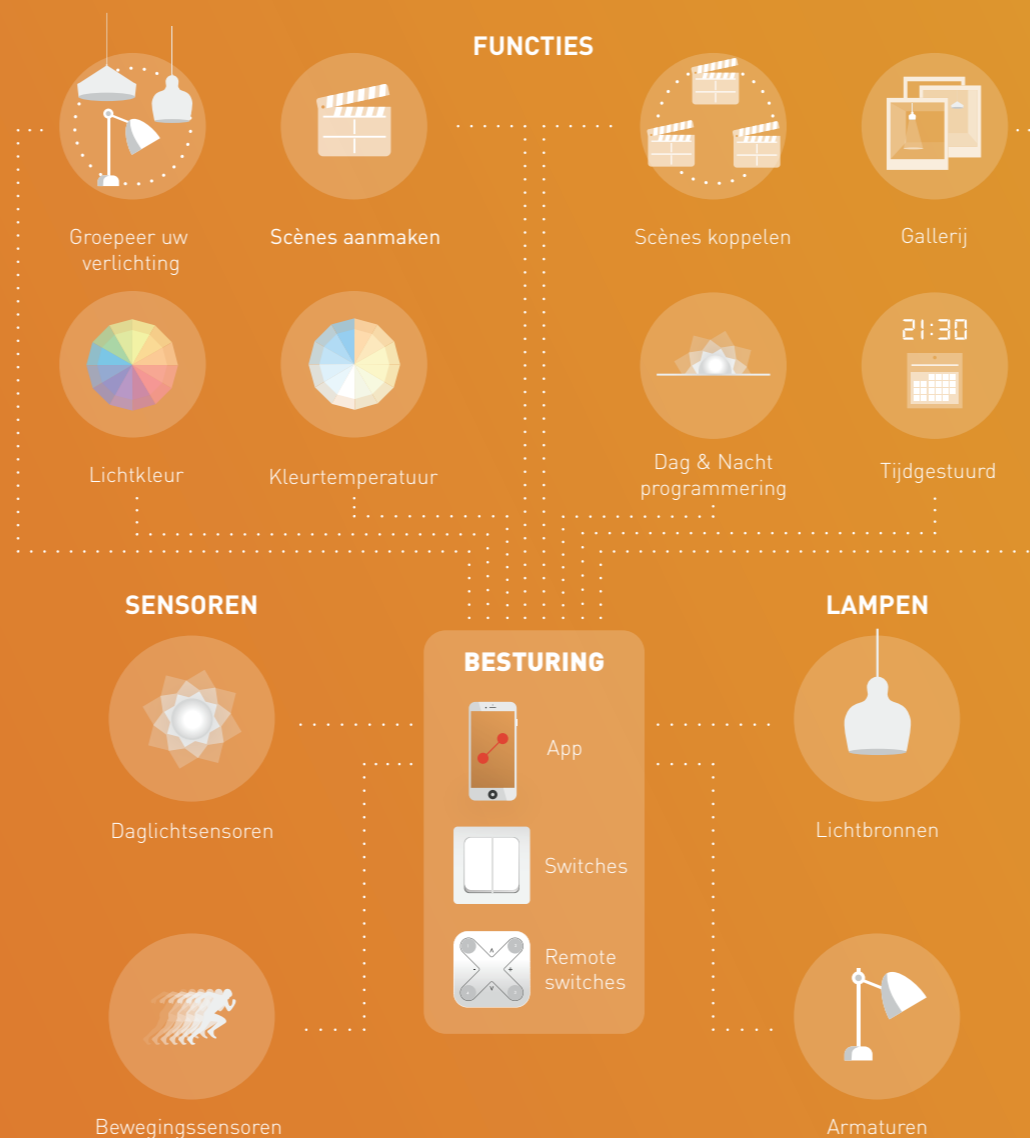 FUNCTIES
Groepeer uw
verlichting
Scènes aanmaken
Scènes koppelen
Gallerij
21:30
Lichtkleur
Kleurtemperatuur
Dag & Nacht
programmering
Tijdgestuurd
SENSOREN
Daglichtsensoren
Bewegingssensoren
BESTURING
App
Switches
Remote
switches
LAMPEN
Lichtbronnen
Armaturen